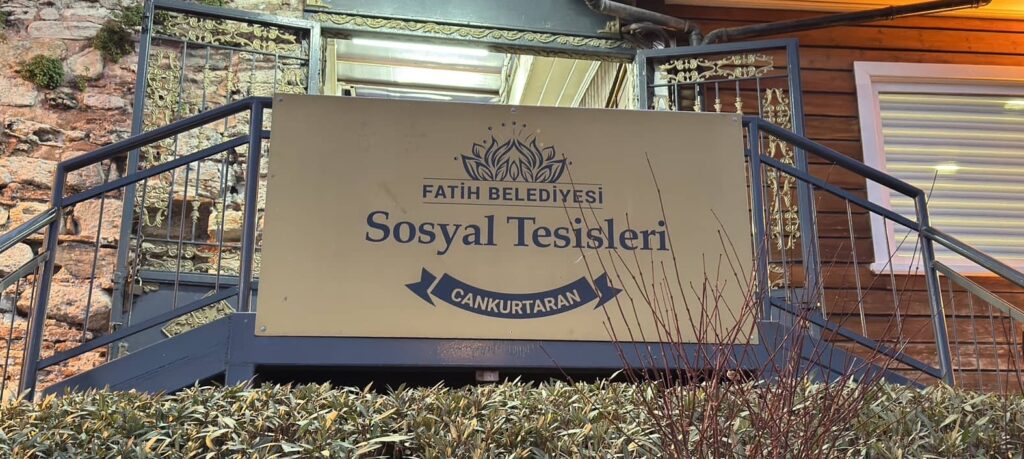 FATİH BELEDİYESİ
Sosyal Tesisleri
CANKURTARAN